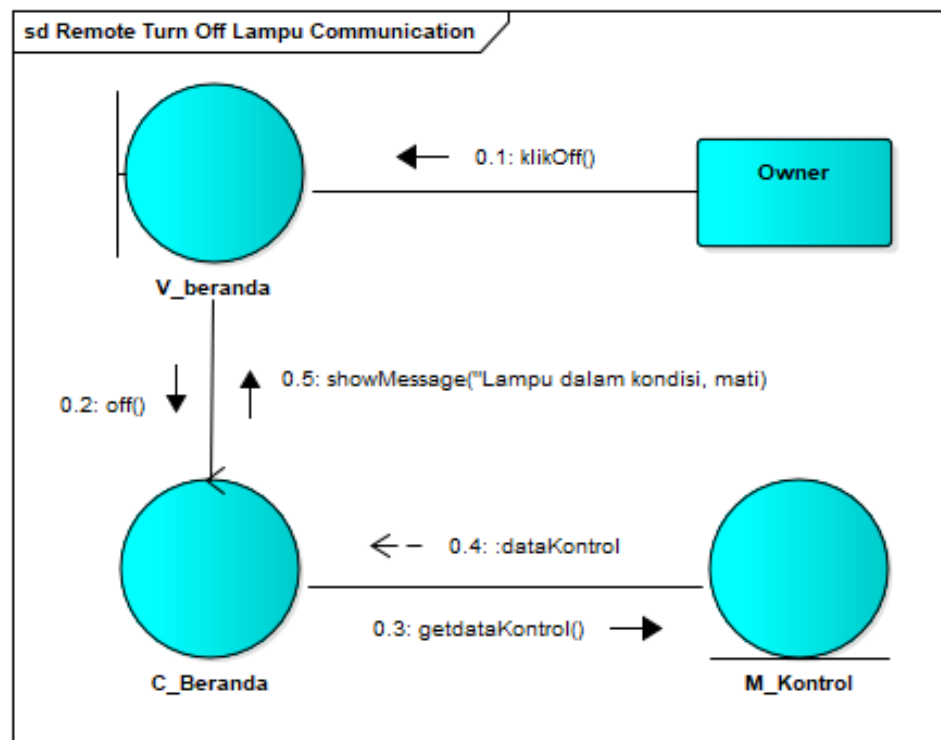 sd Remote Turn Off Lampu Communication
0.1: klikOff()
Owner
V_beranda
0.5: showMessage("'Lampu dalam kondisi, mati)
0.2: off()
0.4: :dataKontrol
0.3: getdataKontrol()
C_Beranda
M_Kontrol